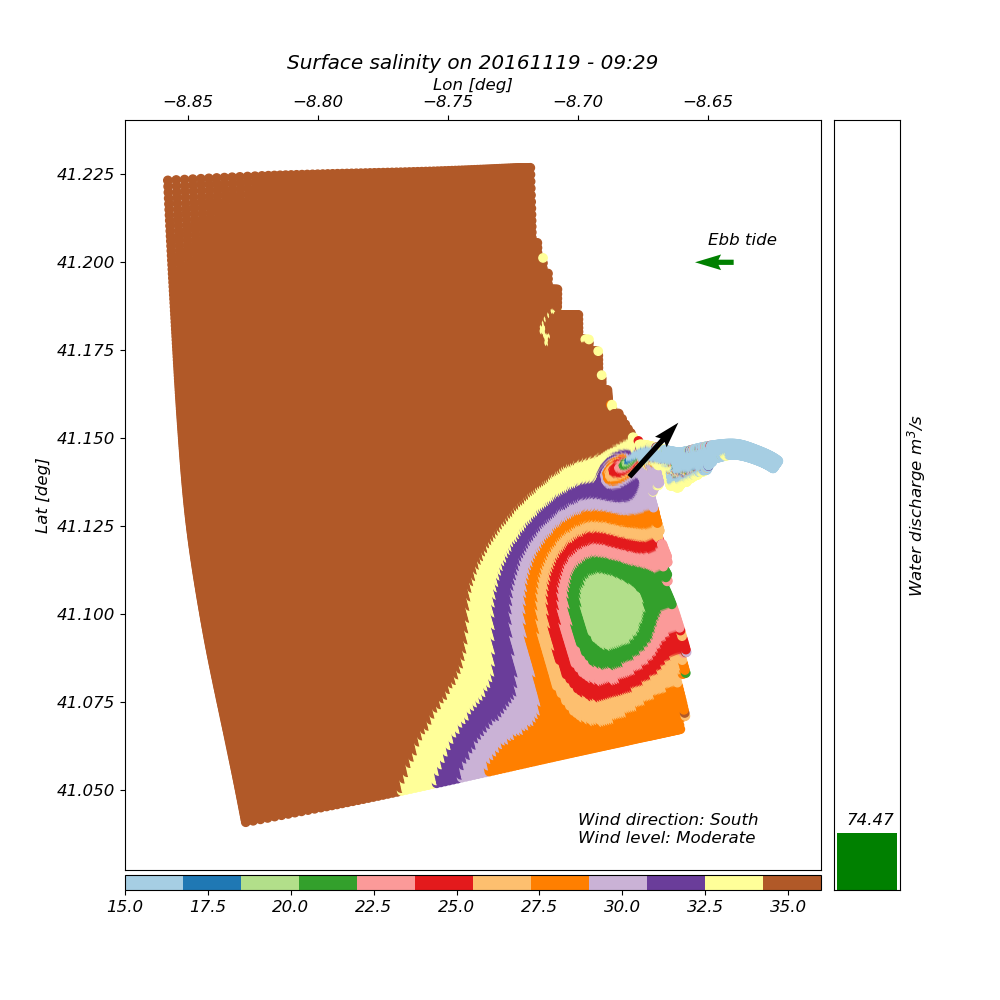 Surface salinity on 20161119 - 09:29
Lon [deg]
−8.85 −8.80 −8.75 −8.70 −8.65
41.225
41.200
41.175
41.150
41.125
41.100
41.075
41.050
Lat [deg]
Ebb tide
Wind direction: South
Wind level: Moderate
74.47
Water discharge m³/s
15.0 17.5 20.0 22.5 25.0 27.5 30.0 32.5 35.0